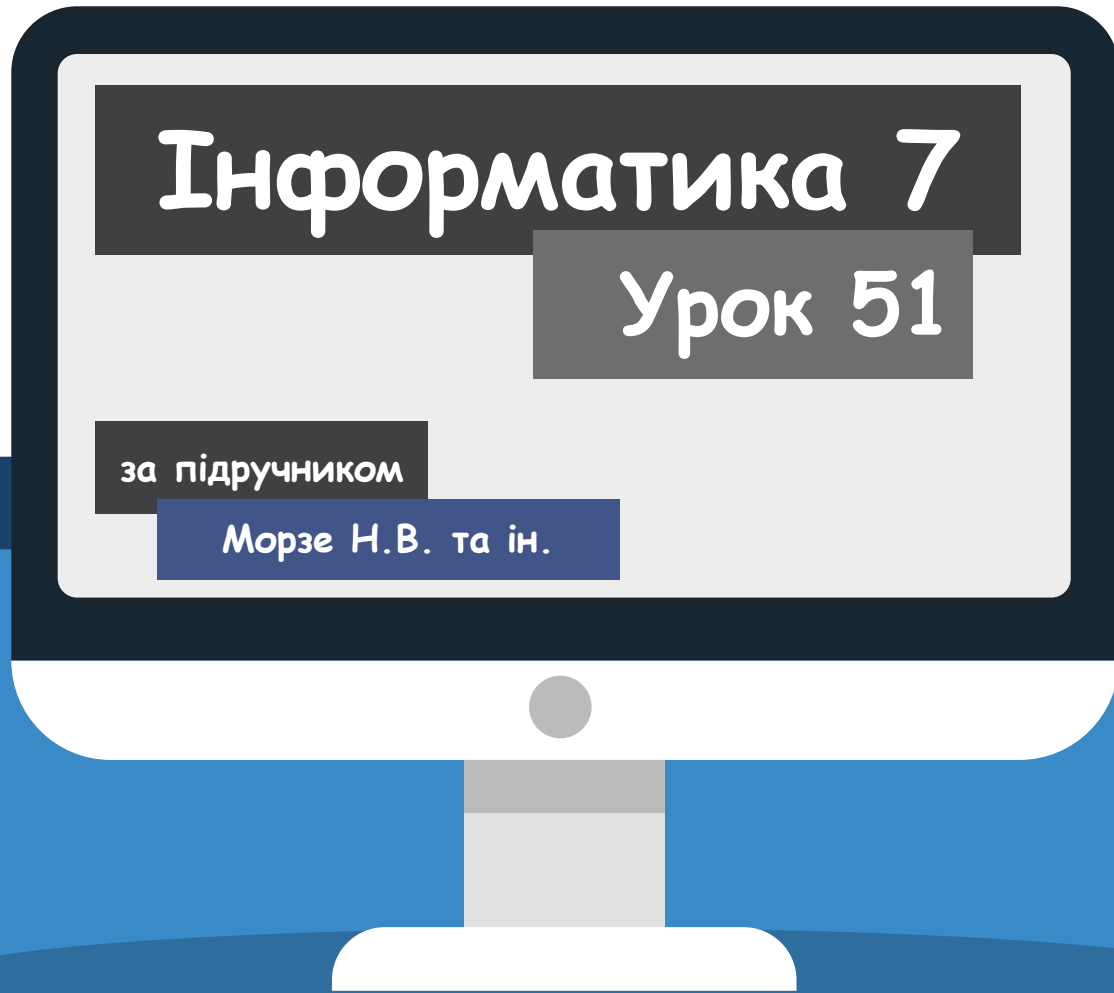 Інформатика 7
Урок 51
за підручником
Морзе Н.В. та ін.